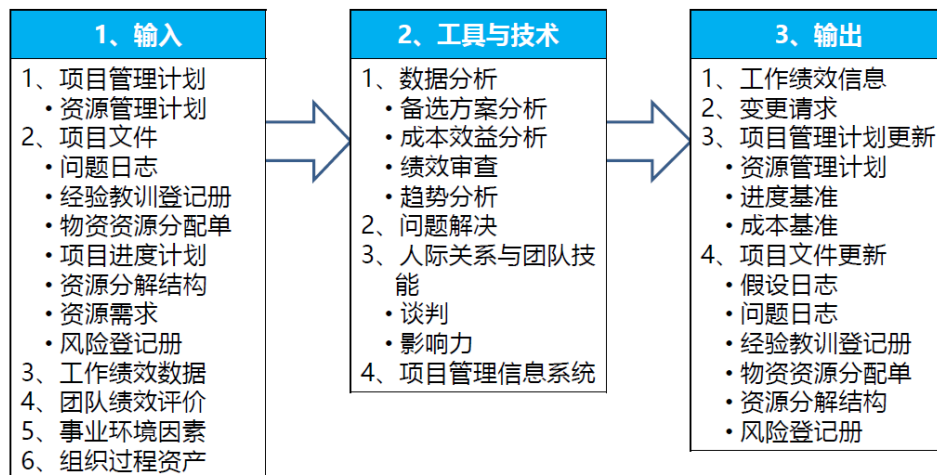 1、输入
1、项目管理计划
• 资源管理计划
2、项目文件
• 问题日志
• 经验教训登记册
• 物资资源分配单
• 项目进度计划
• 资源分解结构
• 资源需求
• 风险登记册
3、工作绩效数据
4、团队绩效评价
5、事业环境因素
6、组织过程资产
2、工具与技术
1、数据分析
• 备选方案分析
• 成本效益分析
• 绩效审查
• 趋势分析
2、问题解决
3、人际关系与团队技
能
• 谈判
• 影响力
4、项目管理信息系统
3、输出
1、工作绩效信息
2、变更请求
3、项目管理计划更新
• 资源管理计划
• 进度基准
• 成本基准
4、项目文件更新
• 假设日志
• 问题日志
• 经验教训登记册
• 物资资源分配单
• 资源分解结构
• 风险登记册